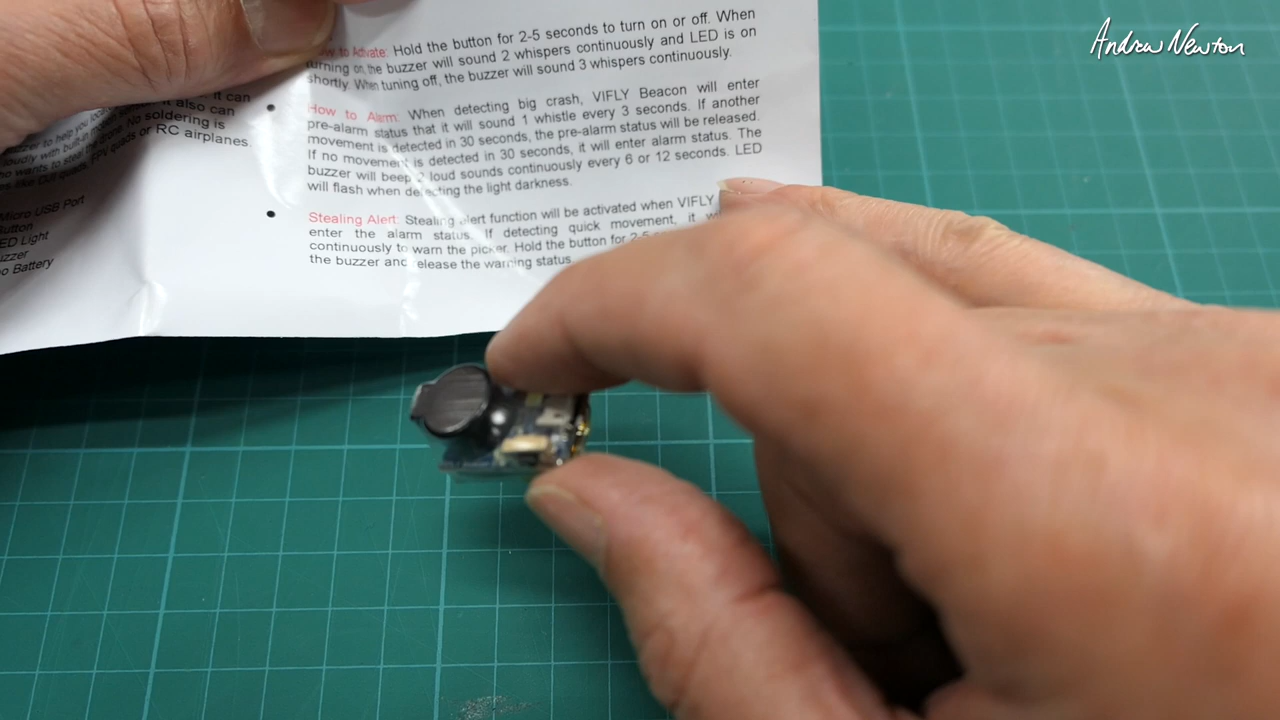 Andrew Newton
How to Activate: Hold the button for 2-5 seconds to turn on or off. When
turning on, the buzzer will sound 2 whispers continuously and LED is on
shortly. When tuning off, the buzzer will sound 3 whispers continuously.
How to Alarm: When detecting big crash, VIFLY Beacon will enter
pre-alarm status that it will sound 1 whistle every 3 seconds. If another
movement is detected in 30 seconds, the pre-alarm status will be released.
If no movement is detected in 30 seconds, it will enter alarm status. The
buzzer will beep 2 loud sounds continuously every 6 or 12 seconds. LED
will flash when detecting the light darkness.
Stealing Alert: Stealing alert function will be activated when VIFLY
enter the alarm status. If detecting quick movement, it
continuously to warn the picker. Hold the button for 2-5
the buzzer and release the warning status.
it can
it also can
No soldering is
quads or RC airplanes.
Micro USB Port
Button
LED Light
Buzzer
Battery